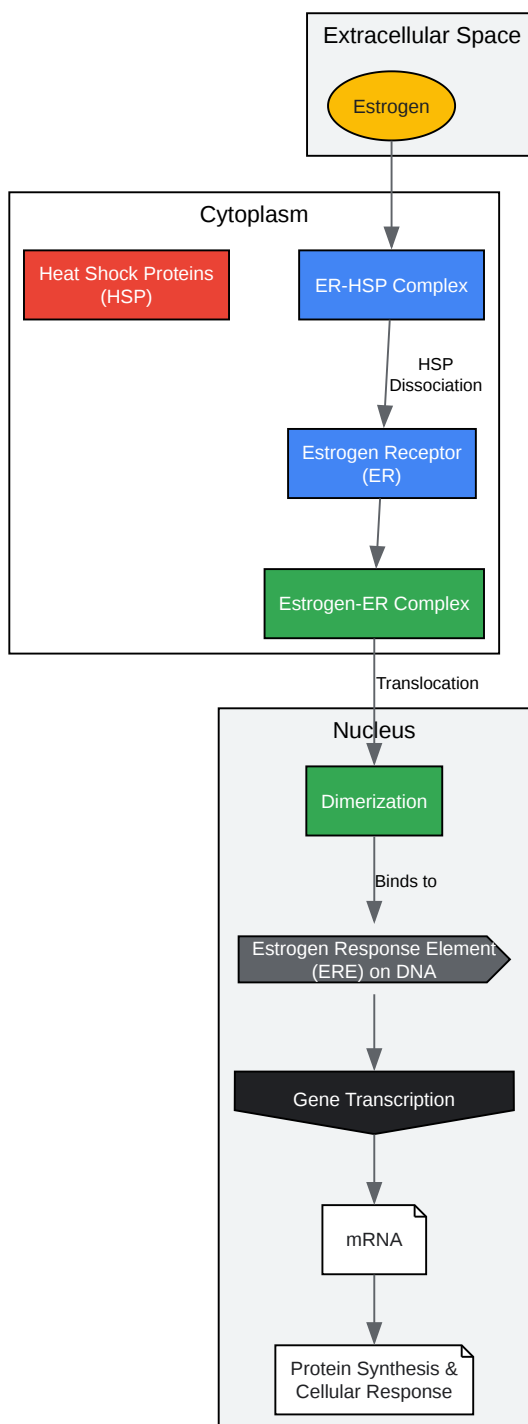 Extracellular Space
Estrogen
Cytoplasm
Heat Shock Proteins
(HSP)
ER-HSP Complex
HSP
Dissociation
Estrogen Receptor
(ER)
Estrogen-ER Complex
Translocation
Nucleus
Dimerization
Binds to
Estrogen Response Element
(ERE) on DNA
Gene Transcription
mRNA
Protein Synthesis &
Cellular Response